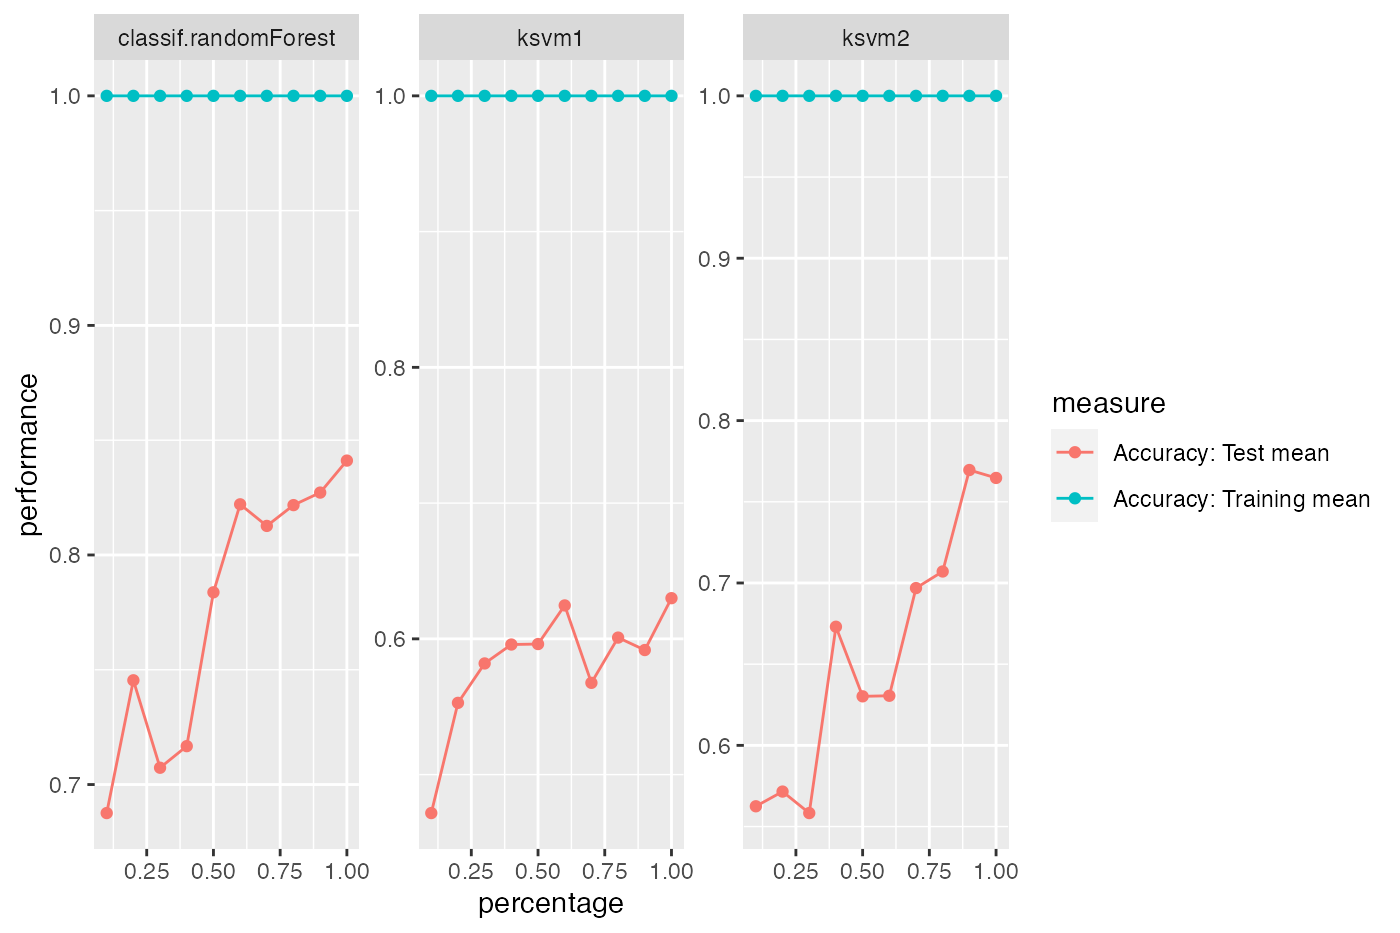 classif.randomForest
ksvm1
ksvm2
performance
1.0
0.9
0.8
0.7
1.0
0.8
0.6
1.0
0.9
0.8
0.7
0.6
0.25 0.50 0.75 1.00
0.25 0.50 0.75 1.00
0.25 0.50 0.75 1.00
percentage
measure
Accuracy: Test mean
Accuracy: Training mean